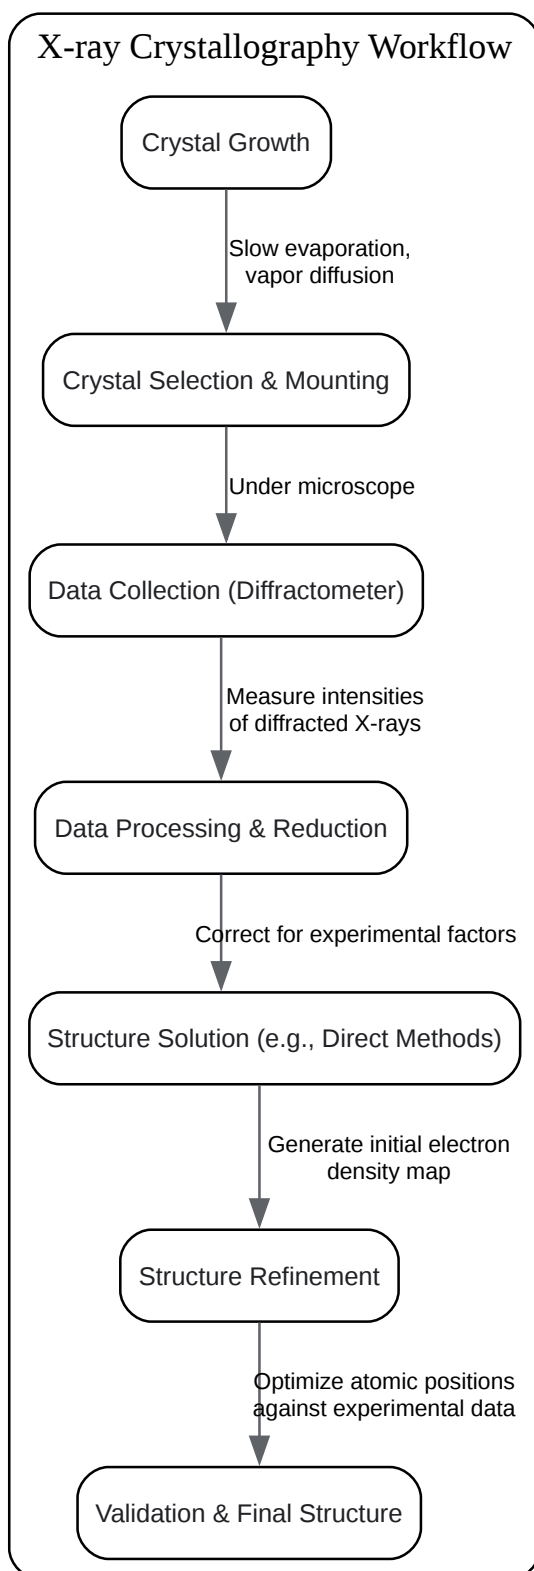 X-ray Crystallography Workflow
Crystal Growth
Slow evaporation,
vapor diffusion
Crystal Selection & Mounting
Under microscope
Data Collection (Diffractometer)
Measure intensities
of diffracted X-rays
Data Processing & Reduction
Correct for experimental factors
Structure Solution (e.g., Direct Methods)
Generate initial electron
density map
Structure Refinement
Optimize atomic positions
against experimental data
Validation & Final Structure